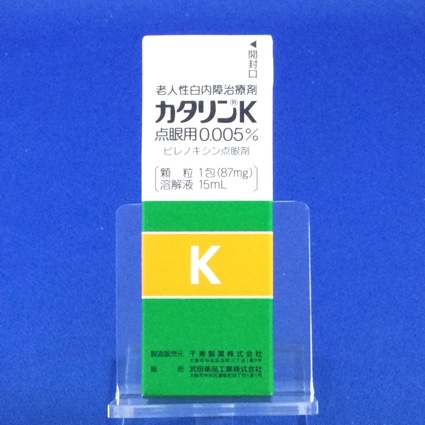 ◀開封口
老人性白内障治療剤
カタリン®K
点眼用0.005%
ピレノキシン点眼剤
顆粒 1包(87mg)
溶解液 15mL
K
製造販売元 千寿製薬株式会社
販売 武田薬品工業株式会社